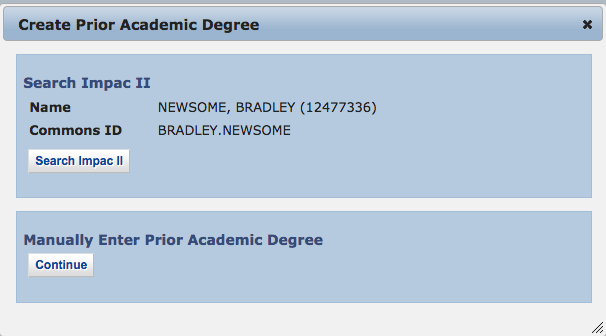 Create Prior Academic Degree
Search Impac II
Name NEWSOME, BRADLEY (12477336)
Commons ID BRADLEY.NEWSOME
Search Impac II
Manually Enter Prior Academic Degree
Continue